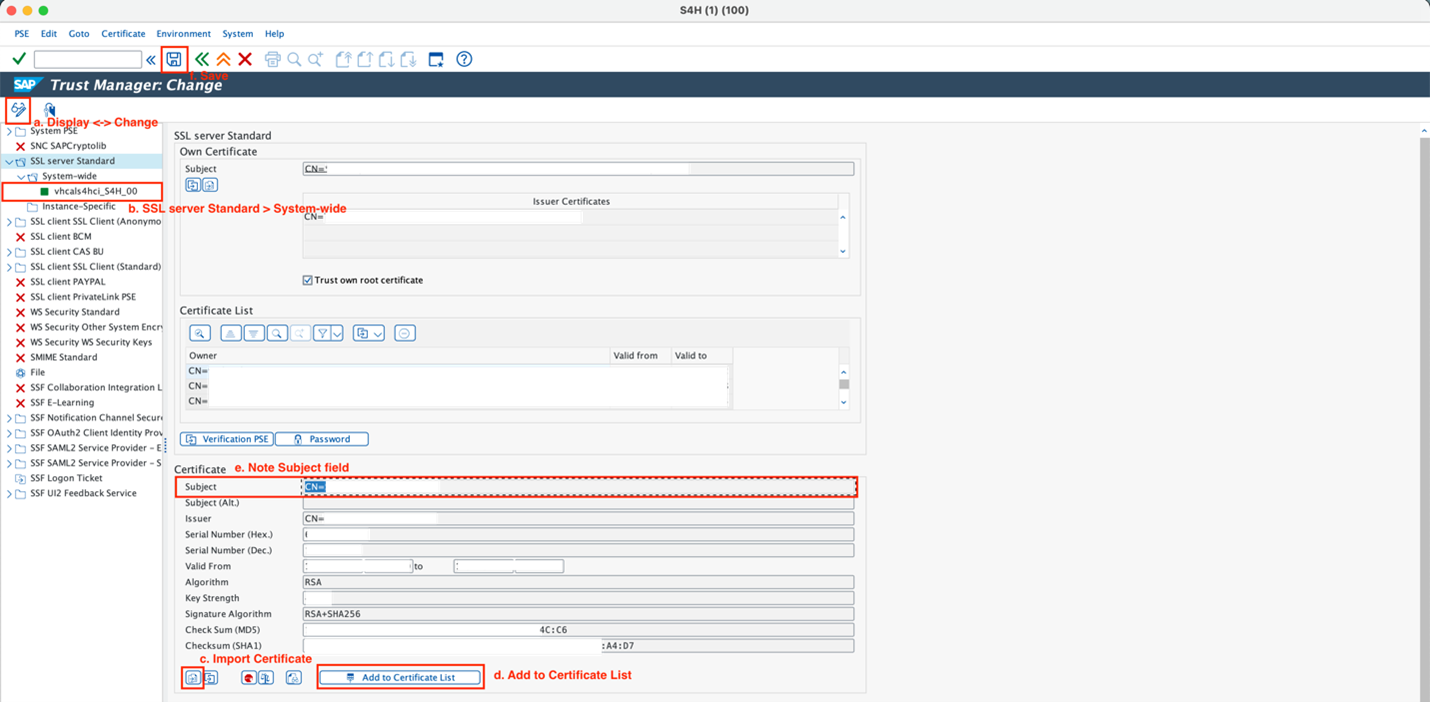 S4H (1) (100)
PSE Edit Goto Certificate Environment System Help
1. Save
SAP Trust Manager: Change
a. Display <-> Change
System PSE
SNC SAPCryptolib
SSL server Standard
System-wide
vhcals4hci_S4H_00
Instance-Specific
b. SSL server Standard > System-wide
SSL client SSL Client (Anonymo
SSL client BCM
SSL client CAS BU
SSL client SSL Client (Standard)
SSL client PAYPAL
SSL client PrivateLink PSE
WS Security Standard
WS Security Other System Encry
WS Security WS Security Keys
SMIME Standard
File
SSF Collaboration Integration L
SSF E-Learning
SSF Notification Channel Secure
SSF OAuth2 Client Identity Prov
SSF SAML2 Service Provider - E
SSF SAML2 Service Provider - S
SSF Logon Ticket
SSF UI2 Feedback Service
SSL server Standard
Own Certificate
Subject CN=
Issuer Certificates
CN=
Trust own root certificate
Certificate List
Owner Valid from Valid to
CN=
CN=
CN=
Verification PSE Password
Certificate e. Note Subject field
Subject CN=
Subject (Alt.)
Issuer CN=
Serial Number (Hex.)
Serial Number (Dec.)
Valid From to
Algorithm RSA
Key Strength
Signature Algorithm RSA+SHA256
Check Sum (MD5) 4C:C6
Checksum (SHA1) :A4:D7
c. Import Certificate
Add to Certificate List d. Add to Certificate List